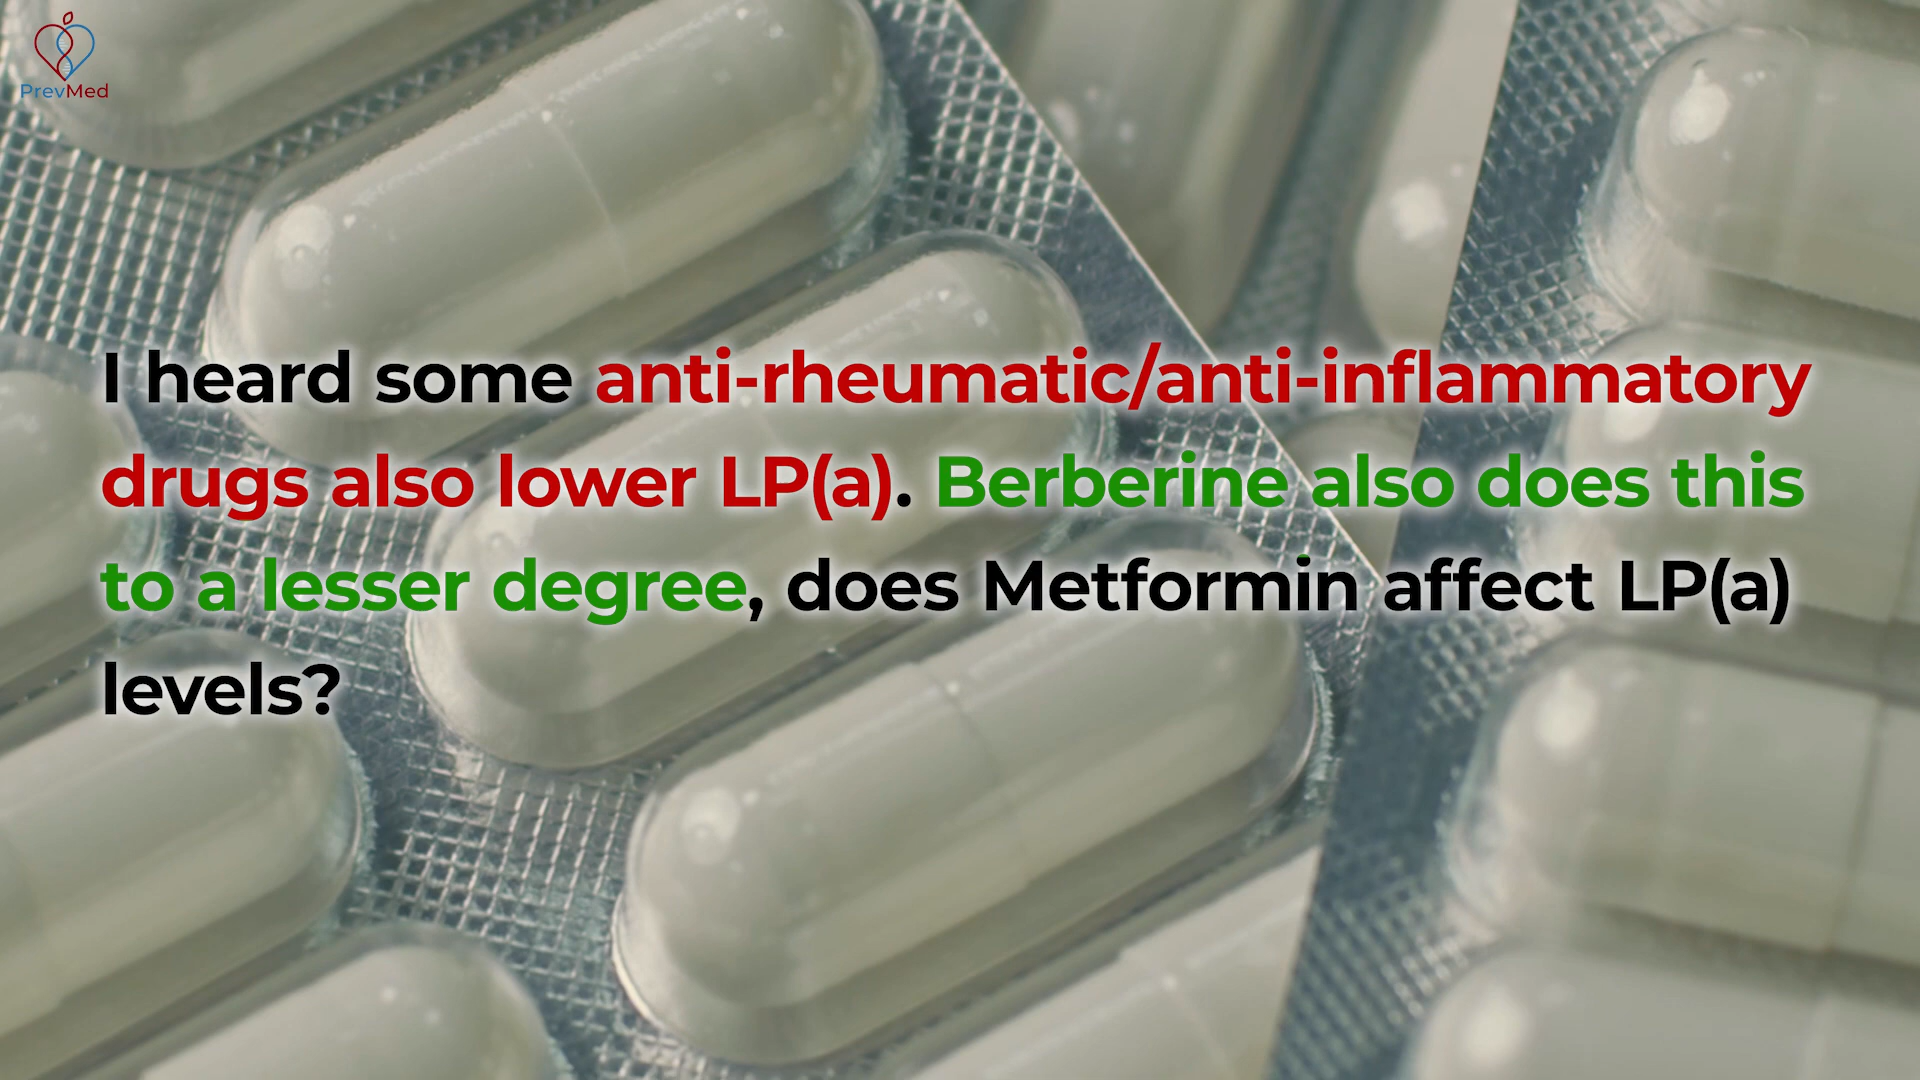 PrevMed
I heard some anti-rheumatic/anti-inflammatory
drugs also lower LP(a). Berberine also does this
to a lesser degree, does Metformin affect LP(a)
levels?